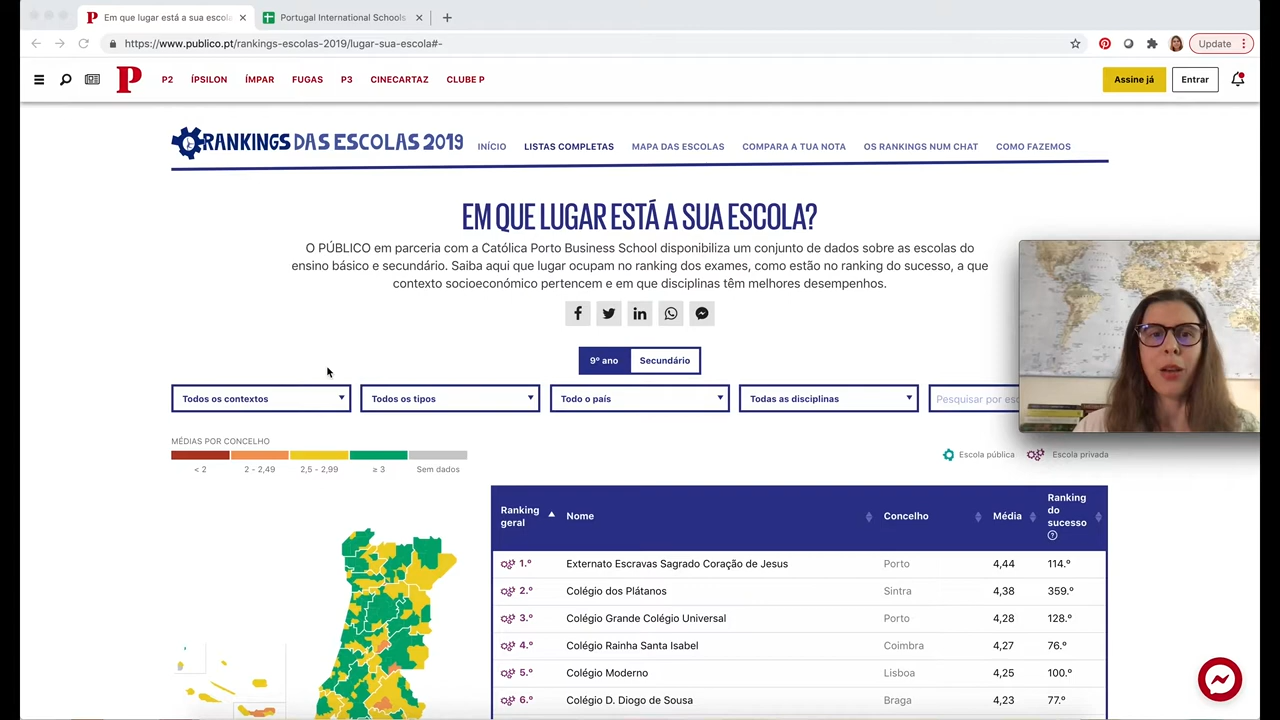 Em que lugar está a sua escola
Portugal International Schools
https://www.publico.pt/rankings-escolas-2019/lugar-sua-escola#-
Update
P
P2
ÍPSILON
ÍMPAR
FUGAS
P3
CINECARTAZ
CLUBE P
Assine já
Entrar
RANKINGS DAS ESCOLAS 2019
INÍCIO
LISTAS COMPLETAS
MAPA DAS ESCOLAS
COMPARA A TUA NOTA
OS RANKINGS NUM CHAT
COMO FAZEMOS
EM QUE LUGAR ESTÁ A SUA ESCOLA?
O PÚBLICO em parceria com a Católica Porto Business School disponibiliza um conjunto de dados sobre as escolas do
ensino básico e secundário. Saiba aqui que lugar ocupam no ranking dos exames, como estão no ranking do sucesso, a que
contexto socioeconómico pertencem e em que disciplinas têm melhores desempenhos.
9º ano
Secundário
Todos os contextos
Todos os tipos
Todo o país
Todas as disciplinas
Pesquisar por esc
MÉDIAS POR CONCELHO
< 2
2 - 2,49
2,5 - 2,99
≥ 3
Sem dados
Escola pública
Escola privada
Ranking geral
Nome
Concelho
Média
Ranking do sucesso
1.º Externato Escravas Sagrado Coração de Jesus Porto 4,44 114.º
2.º Colégio dos Plátanos Sintra 4,38 359.º
3.º Colégio Grande Colégio Universal Porto 4,28 128.º
4.º Colégio Rainha Santa Isabel Coimbra 4,27 76.º
5.º Colégio Moderno Lisboa 4,25 100.º
6.º Colégio D. Diogo de Sousa Braga 4,23 77.º